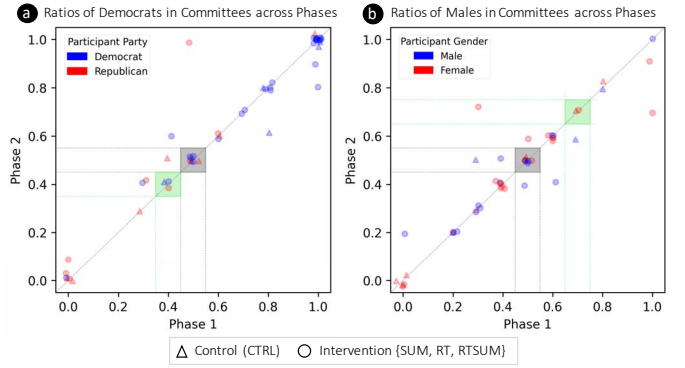 a Ratios of Democrats in Committees across Phases
Participant Party
Democrat
Republican
Phase 2
1.0
0.8
0.6
0.4
0.2
0.0
0.0 0.2 0.4 0.6 0.8 1.0
Phase 1
b Ratios of Males in Committees across Phases
Participant Gender
Male
Female
Phase 2
1.0
0.8
0.6
0.4
0.2
0.0
0.0 0.2 0.4 0.6 0.8 1.0
Phase 1
Control (CTRL) Intervention {SUM, RT, RTSUM}